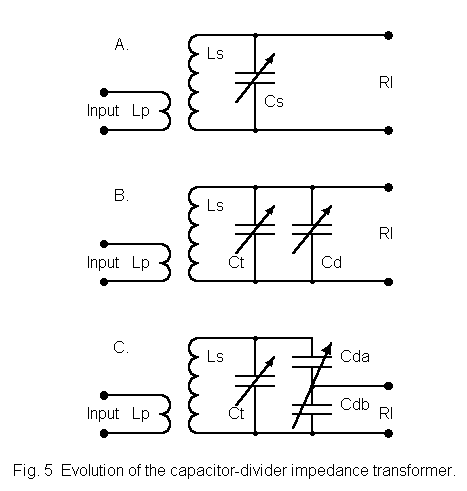 A.
Ls
Rl
Cs
Input Lp
B.
Ls
Rl
Ct Cd
Input Lp
C.
Ls
Cda
Ct
Cdb
Input Lp
Rl
Fig. 5 Evolution of the capacitor-divider impedance transformer.